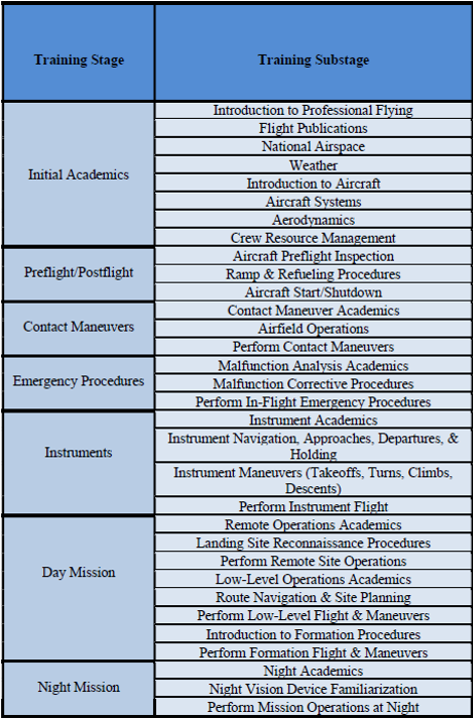 Training Stage
Training Substage
Initial Academics
Introduction to Professional Flying
Flight Publications
National Airspace
Weather
Introduction to Aircraft
Aircraft Systems
Aerodynamics
Crew Resource Management
Preflight/Postflight
Aircraft Preflight Inspection
Ramp & Refueling Procedures
Aircraft Start/Shutdown
Contact Maneuvers
Contact Maneuver Academics
Airfield Operations
Perform Contact Maneuvers
Emergency Procedures
Malfunction Analysis Academics
Malfunction Corrective Procedures
Perform In-Flight Emergency Procedures
Instruments
Instrument Academics
Instrument Navigation, Approaches, Departures, &
Holding
Instrument Maneuvers (Takeoffs, Turns, Climbs,
Descents)
Perform Instrument Flight
Day Mission
Remote Operations Academics
Landing Site Reconnaissance Procedures
Perform Remote Site Operations
Low-Level Operations Academics
Route Navigation & Site Planning
Perform Low-Level Flight & Maneuvers
Introduction to Formation Procedures
Perform Formation Flight & Maneuvers
Night Mission
Night Academics
Night Vision Device Familiarization
Perform Mission Operations at Night